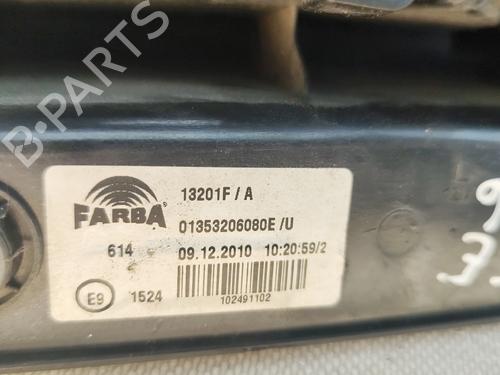 FARBA
13201F / A
01353206080E /U
614 09.12.2010 10:20:59/2
E9 1524
102491102
B-PARTS